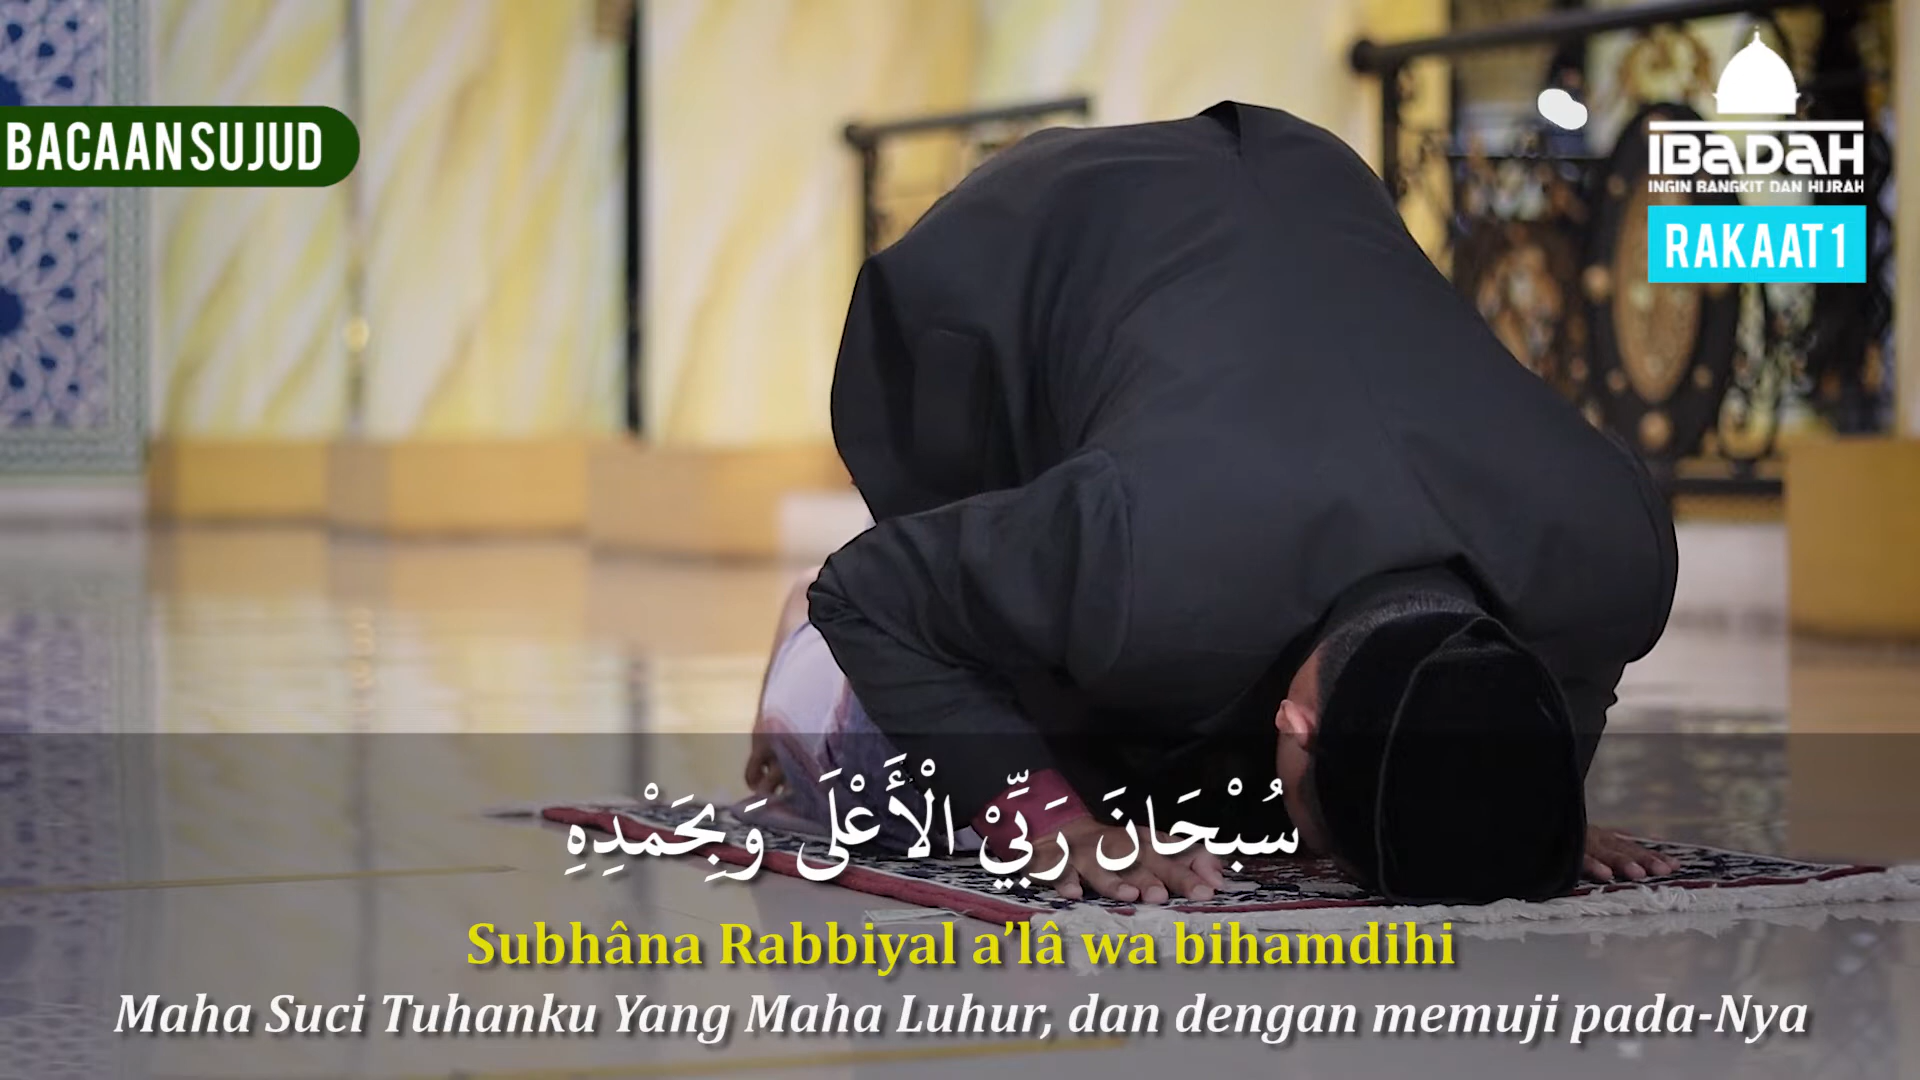 BACAAN SUJUD
IBADAH
INGIN BANGKIT DAN HIJRAH
RAKAAT 1
سُبْحَانَ رَبِّيْ الْأَعْلَى وَبِحَمْدِهِ
Subhâna Rabbiyal a’lâ wa bihamdihi
Maha Suci Tuhanku Yang Maha Luhur, dan dengan memuji pada-Nya